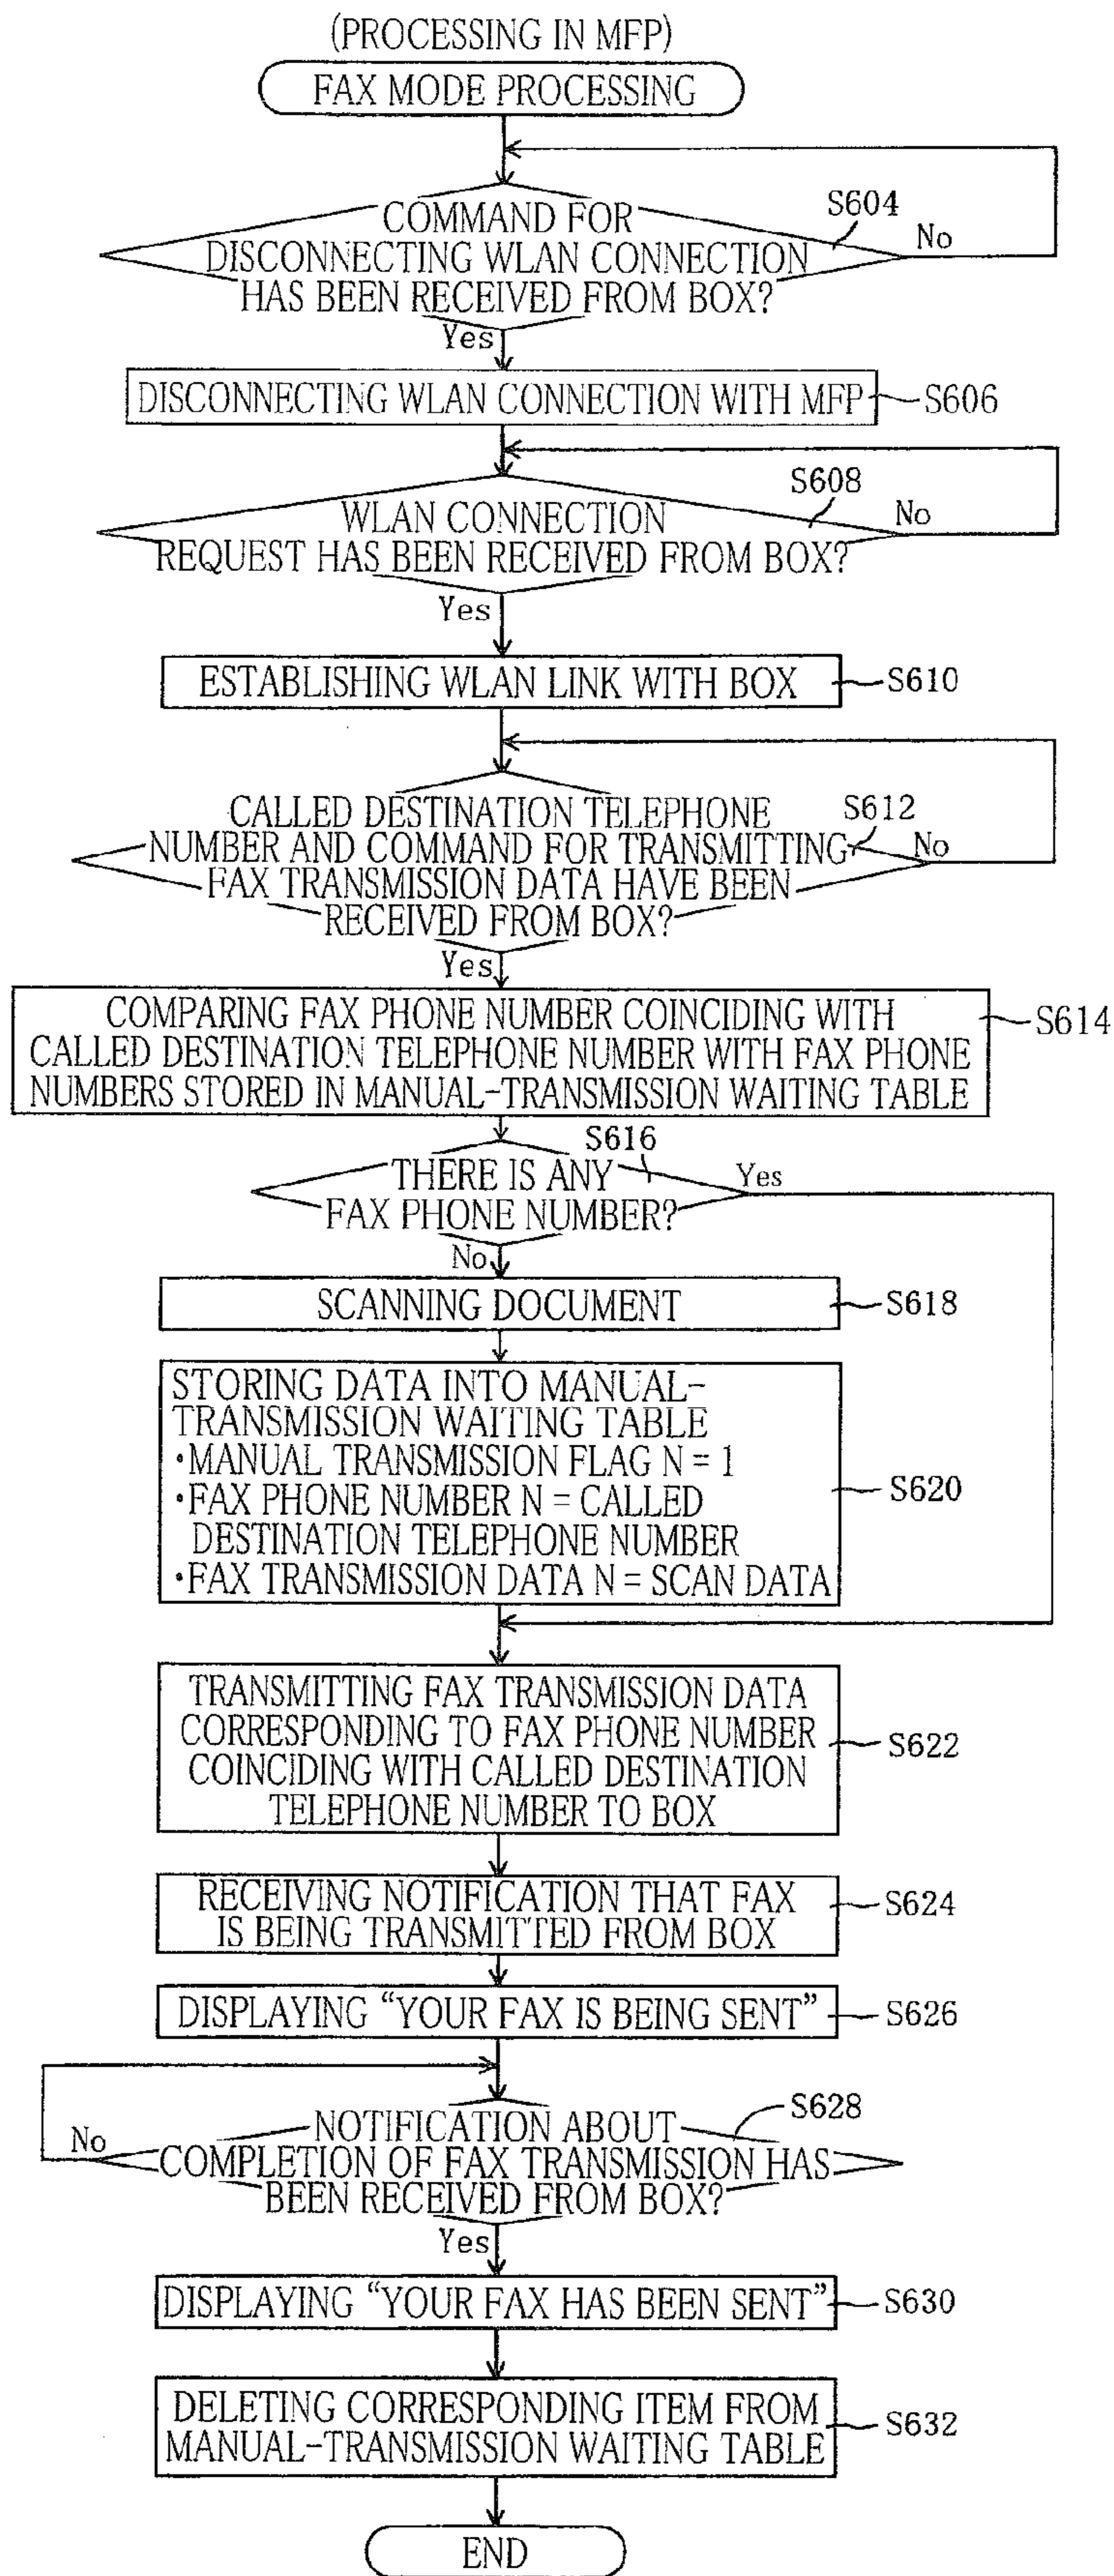 (PROCESSING IN MFP)
FAX MODE PROCESSING
S604
COMMAND FOR
DISCONNECTING WLAN CONNECTION
HAS BEEN RECEIVED FROM BOX?
No
Yes
DISCONNECTING WLAN CONNECTION WITH MFP
S606
S608
WLAN CONNECTION
REQUEST HAS BEEN RECEIVED FROM BOX?
No
Yes
ESTABLISHING WLAN LINK WITH BOX
S610
CALLED DESTINATION TELEPHONE
S612
NUMBER AND COMMAND FOR TRANSMITTING
FAX TRANSMISSION DATA HAVE BEEN
RECEIVED FROM BOX?
No
Yes
COMPARING FAX PHONE NUMBER COINCIDING WITH
CALLED DESTINATION TELEPHONE NUMBER WITH FAX PHONE
NUMBERS STORED IN MANUAL-TRANSMISSION WAITING TABLE
S614
S616
THERE IS ANY
FAX PHONE NUMBER?
Yes
No
SCANNING DOCUMENT
S618
STORING DATA INTO MANUAL-
TRANSMISSION WAITING TABLE
•MANUAL TRANSMISSION FLAG N = 1
•FAX PHONE NUMBER N = CALLED
DESTINATION TELEPHONE NUMBER
•FAX TRANSMISSION DATA N = SCAN DATA
S620
TRANSMITTING FAX TRANSMISSION DATA
CORRESPONDING TO FAX PHONE NUMBER
COINCIDING WITH CALLED DESTINATION
TELEPHONE NUMBER TO BOX
S622
RECEIVING NOTIFICATION THAT FAX
IS BEING TRANSMITTED FROM BOX
S624
DISPLAYING “YOUR FAX IS BEING SENT”
S626
S628
NOTIFICATION ABOUT
COMPLETION OF FAX TRANSMISSION HAS
BEEN RECEIVED FROM BOX?
No
Yes
DISPLAYING “YOUR FAX HAS BEEN SENT”
S630
DELETING CORRESPONDING ITEM FROM
MANUAL-TRANSMISSION WAITING TABLE
S632
END